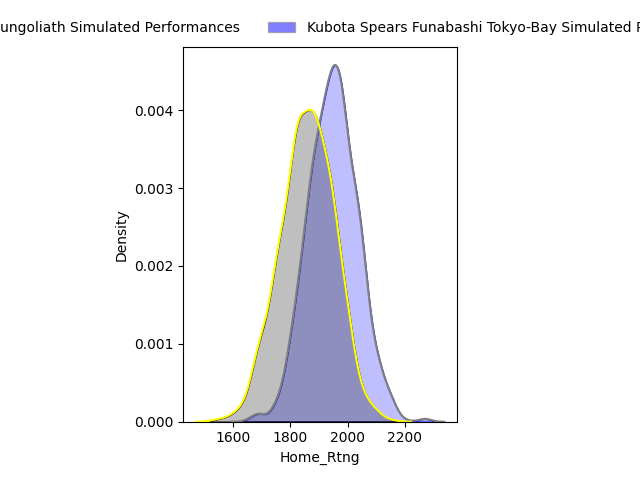 ungoliath Simulated Performances
Kubota Spears Funabashi Tokyo-Bay Simulated
0.004
0.003
0.002
0.001
0.000
Density
1600 1800 2000 2200
Home_Rtng